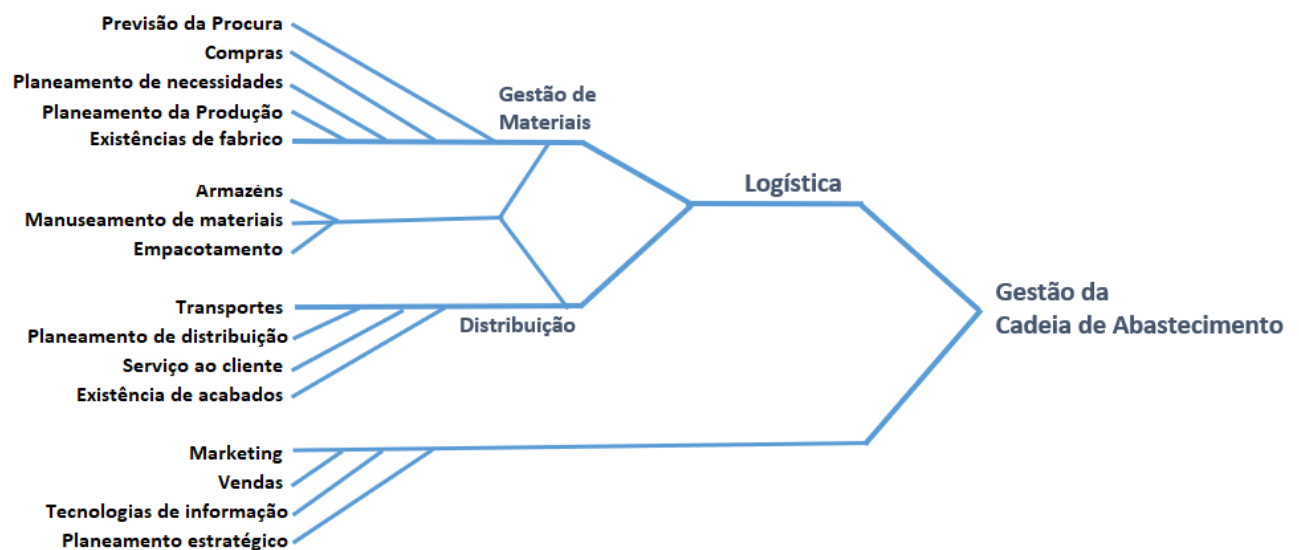 Previsão da Procura
Compras
Planeamento de necessidades
Planeamento da Produção
Existências de fabrico
Gestão de
Materiais
Armazéns
Manuseamento de materiais
Empacotamento
Logística
Transportes
Planeamento de distribuição
Serviço ao cliente
Existência de acabados
Distribuição
Gestão da
Cadeia de Abastecimento
Marketing
Vendas
Tecnologias de informação
Planeamento estratégico